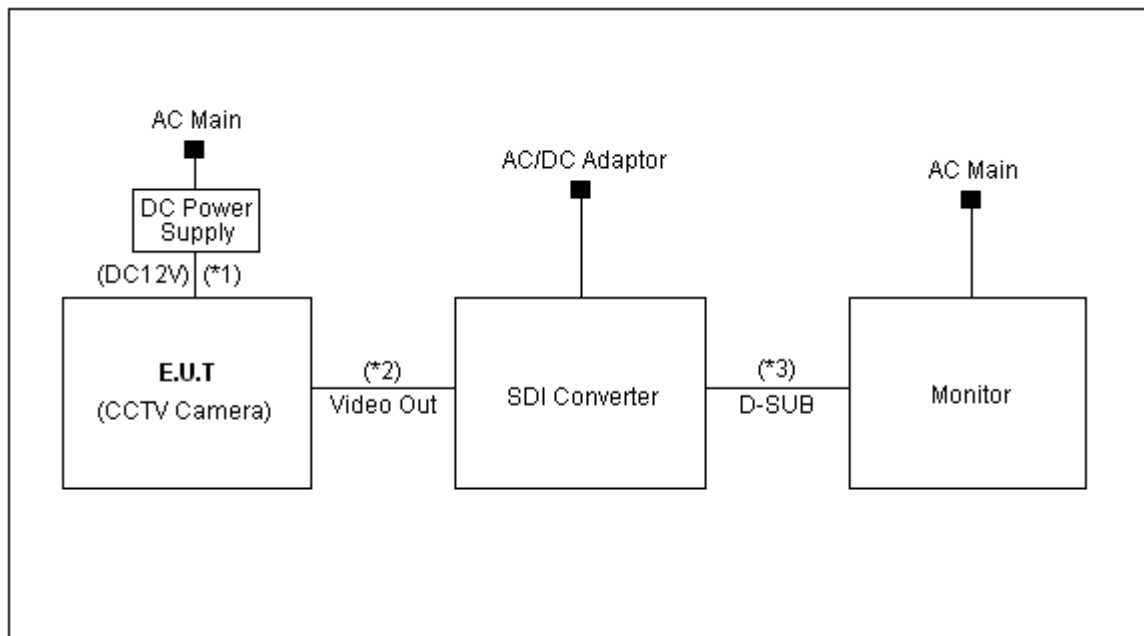 AC Main
DC Power
Supply
(DC12V) (*1)
E.U.T
(CCTV Camera)
(*2)
Video Out
AC/DC Adaptor
SDI Converter
(*3)
D-SUB
AC Main
Monitor